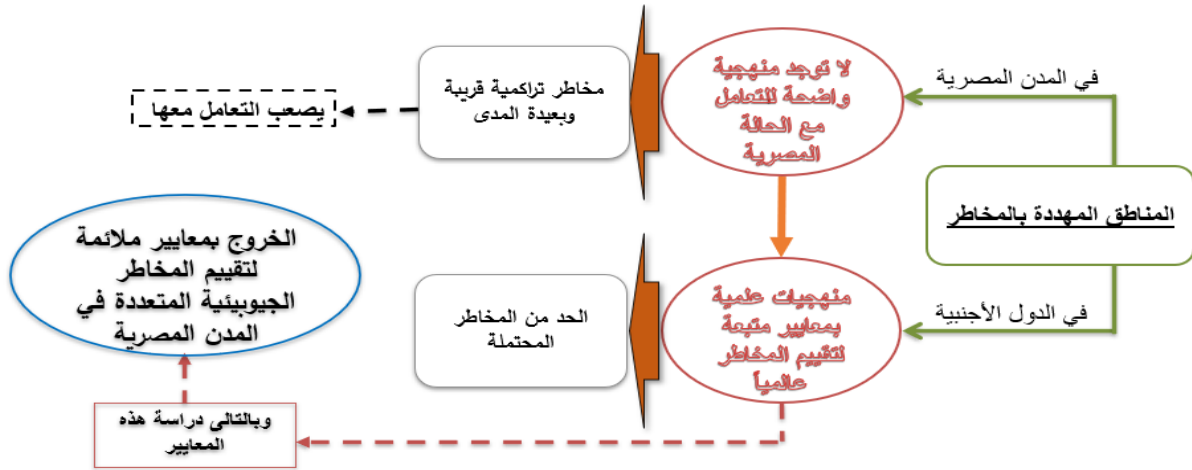 المناطق المهددة بالمخاطر
في المدن المصرية
لا توجد منهجية
واضحة للتعامل
مع الحالة
المصرية
مخاطر تراكمية قريبة
وبعيدة المدى
يصعب التعامل معها
في الدول الأجنبية
منهجيات علمية
بمعايير متبعة
لتقييم المخاطر
عالمياً
الحد من المخاطر
المحتملة
وبالتالى دراسة هذه
المعايير
الخروج بمعايير ملائمة
لتقييم المخاطر
الجيوبيئية المتعددة في
المدن المصرية